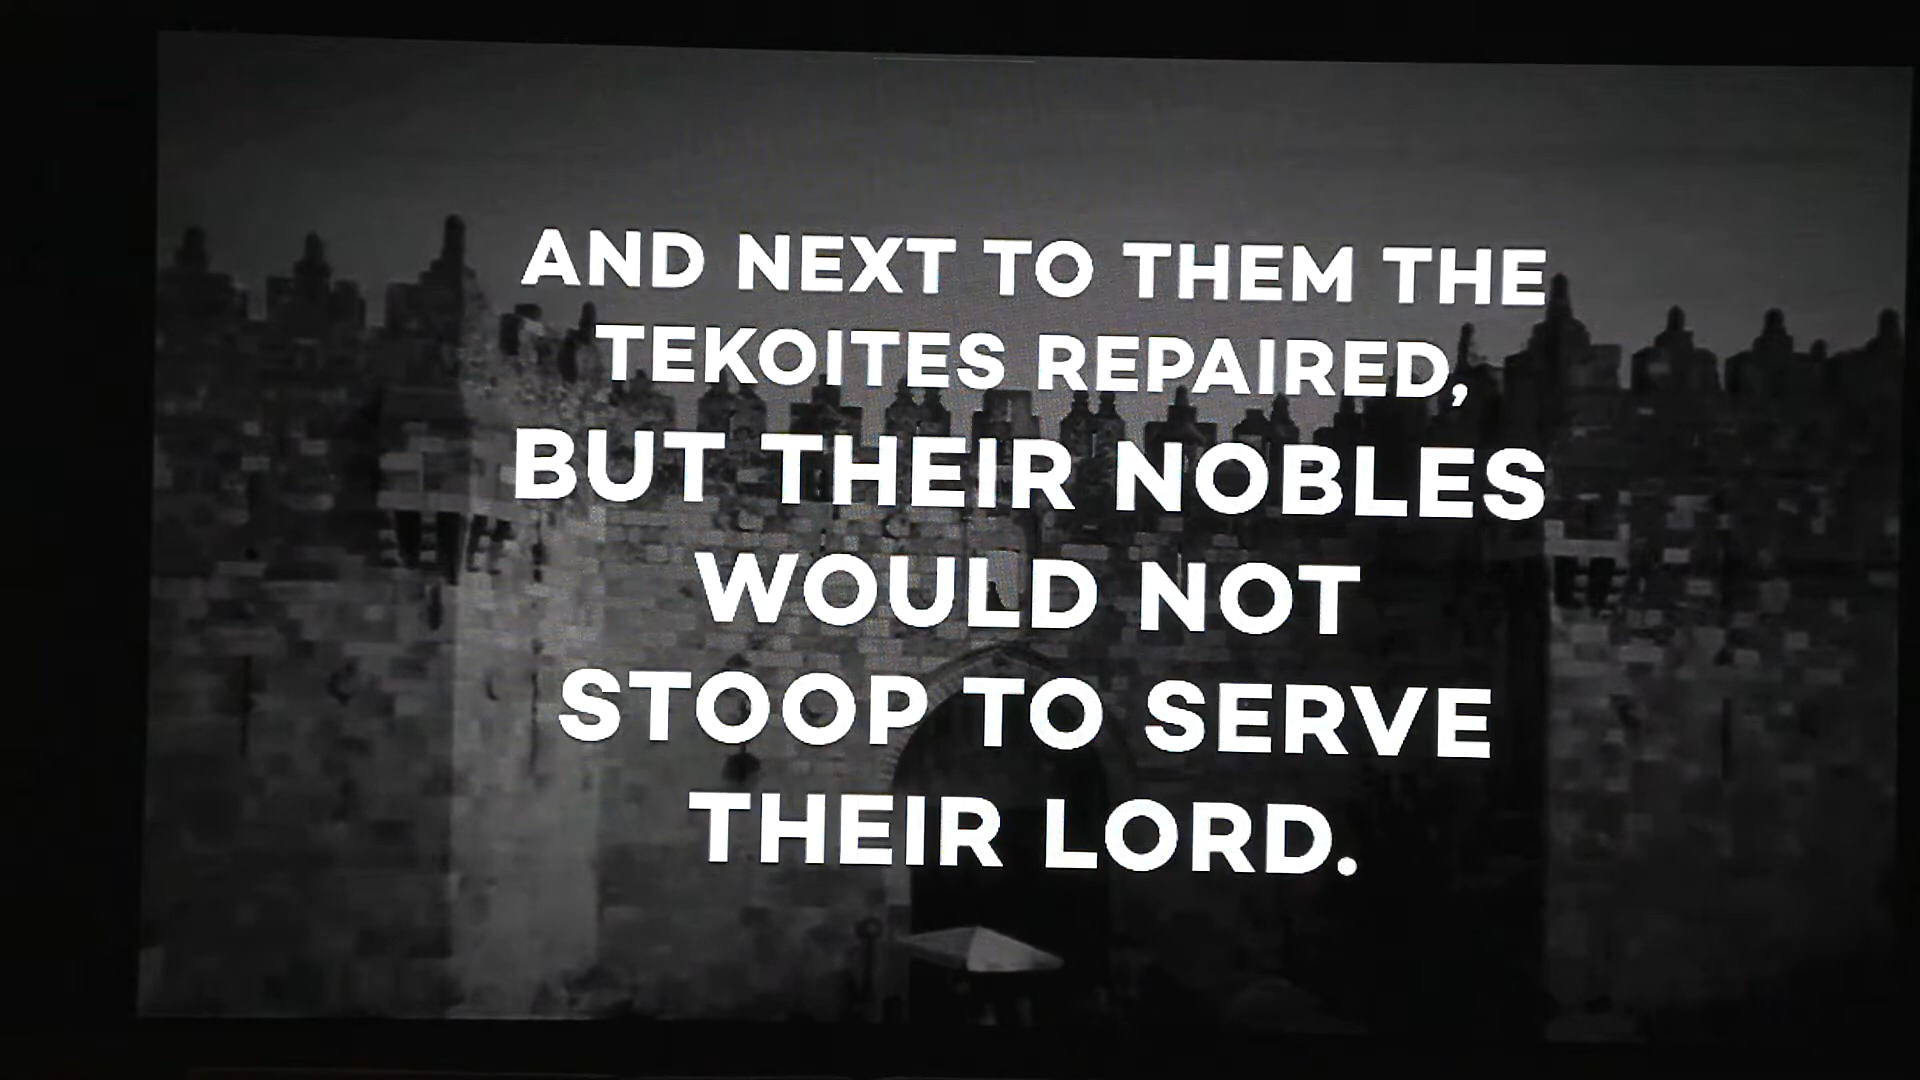 AND NEXT TO THEM THE
TEKOITES REPAIRED,
BUT THEIR NOBLES
WOULD NOT
STOOP TO SERVE
THEIR LORD.